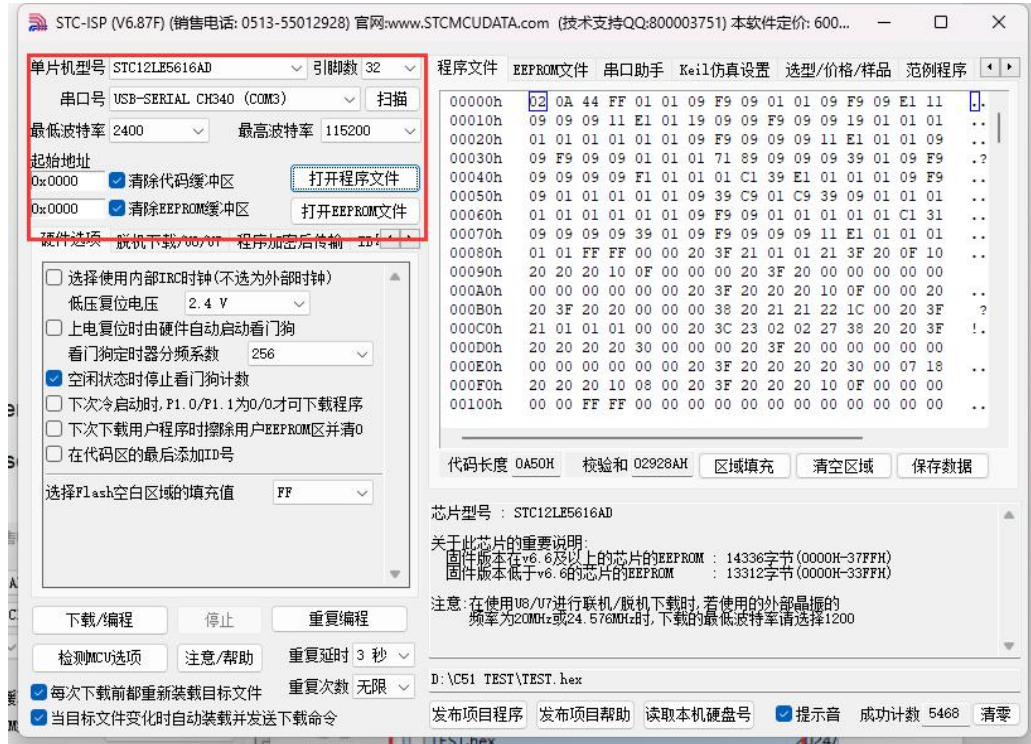 STC-ISP (V6.87F) (销售电话: 0513-55012928) 官网:www.STCMCUDATA.com (技术支持QQ:800003751) 本软件定价: 600...
单片机型号 STC12LE5616AD 引脚数 32
串口号 USB-SERIAL CH340 (COM3) 扫描
最低波特率 2400 最高波特率 115200
起始地址
0x0000 清除代码缓冲区 打开程序文件
0x0000 清除EEPROM缓冲区 打开EEPROM文件
硬件选项 脱机下载/U8/U7 程序加密后传输
选择使用内部IRC时钟(不选为外部时钟)
低压复位电压 2.4 V
上电复位时由硬件自动启动看门狗
看门狗定时器分频系数 256
空闲状态时停止看门狗计数
下次冷启动时,P1.0/P1.1为0/0才可下载程序
下次下载用户程序时擦除用户EEPROM区并清0
在代码区的最后添加ID号
选择Flash空白区域的填充值 FF
下载/编程 停止 重复编程
检测MCU选项 注意/帮助 重复延时 3 秒
每次下载前都重新装载目标文件 重复次数 无限
当目标文件变化时自动装载并发送下载命令
程序文件 EEPROM文件 串口助手 Keil仿真设置 选型/价格/样品 范例程序
00000h 02 0A 44 FF 01 01 09 F9 09 01 01 09 F9 09 E1 11 ..
00010h 09 09 09 11 E1 01 19 09 09 F9 09 09 19 01 01 01 ..
00020h 01 01 01 01 01 01 09 F9 09 09 09 11 E1 01 01 09 ..
00030h 09 F9 09 09 01 01 01 71 89 09 09 09 39 01 09 F9 .?
00040h 09 09 09 09 F1 01 01 01 C1 39 E1 01 01 01 09 F9 ..
00050h 09 01 01 01 01 01 09 39 C9 01 C9 39 09 01 01 01 ..
00060h 01 01 01 01 01 01 09 F9 09 01 01 01 01 01 C1 31 ..
00070h 09 09 09 09 39 01 09 F9 09 09 09 11 E1 01 01 01 ..
00080h 01 01 FF FF 00 00 20 3F 21 01 01 21 3F 20 0F 10 ..
00090h 20 20 20 10 0F 00 00 00 20 3F 20 00 00 00 00 00
000A0h 00 00 00 00 00 00 20 3F 20 20 20 10 0F 00 00 20 ..
000B0h 20 3F 20 20 00 00 00 38 20 21 21 22 1C 00 20 3F ?
000C0h 21 01 01 01 00 00 20 3C 23 02 02 27 38 20 20 3F !.
000D0h 20 20 20 20 30 00 00 00 20 3F 20 00 00 00 00 00
000E0h 00 00 00 00 00 00 20 3F 20 20 20 20 30 00 07 18 ..
000F0h 20 20 20 10 08 00 20 3F 20 20 20 10 0F 00 00 00
00100h 00 00 FF FF 00 00 00 00 00 00 00 00 00 00 00 00 ..
代码长度 0A50H 校验和 02928AH 区域填充 清空区域 保存数据
芯片型号 : STC12LE5616AD
关于此芯片的重要说明:
固件版本在v6.6及以上的芯片的EEPROM : 14336字节(0000H-37FFH)
固件版本低于v6.6的芯片的EEPROM : 13312字节(0000H-33FFH)
注意:在使用U8/U7进行联机/脱机下载时,若使用的外部晶振的
频率为20MHz或24.576MHz时,下载的最低波特率请选择1200
D:\C51 TEST\TEST.hex
发布项目程序 发布项目帮助 读取本机硬盘号 提示音 成功计数 5468 清零